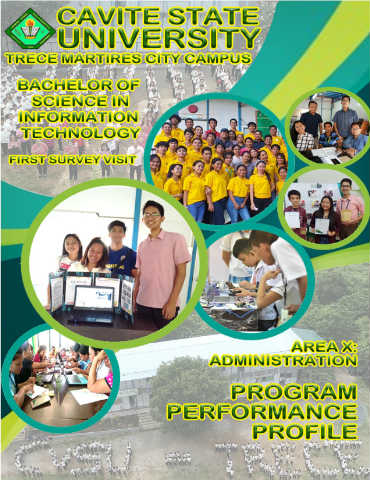 CAVITE STATE
UNIVERSITY
TRECE MARTIRES CITY CAMPUS
BACHELOR OF
SCIENCE IN
INFORMATION
TECHNOLOGY
FIRST SURVEY VISIT
AREA X:
ADMINISTRATION
PROGRAM
PERFORMANCE
PROFILE
CVSU - TRECE